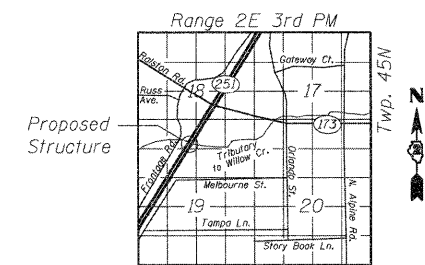 Range 2E 3rd PM
Twp. 45N
Ralston Rd.
251
Gateway Ct.
18
17
Russ
Ave.
173
N
Proposed
Structure
Frontage Rd.
Tributary
to Willow Cr.
Orlando St.
Melbourne St.
N. Alpine Rd.
19
20
Tampa Ln.
Story Book Ln.